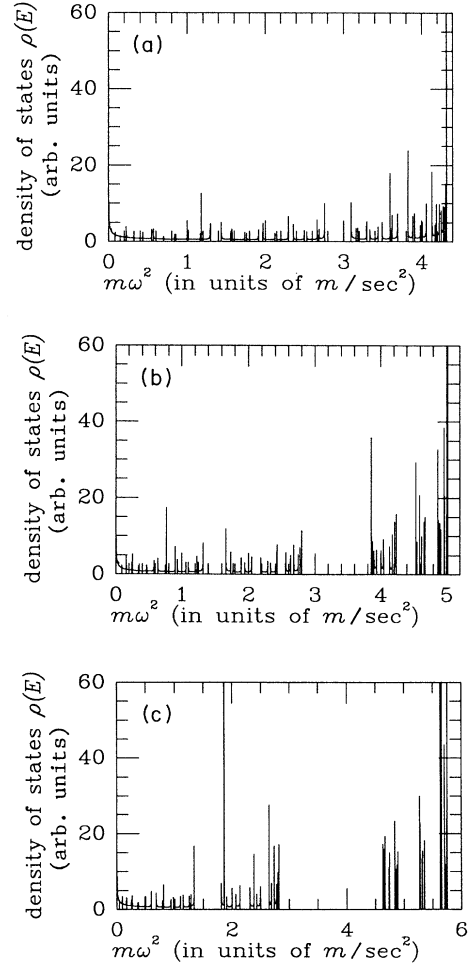 60
(a)
40
20
0
density of states ρ(E)
(arb. units)
0 1 2 3 4
mω² (in units of m/sec²)
60
(b)
40
20
0
density of states ρ(E)
(arb. units)
0 1 2 3 4 5
mω² (in units of m/sec²)
60
(c)
40
20
0
density of states ρ(E)
(arb. units)
0 2 4 6
mω² (in units of m/sec²)